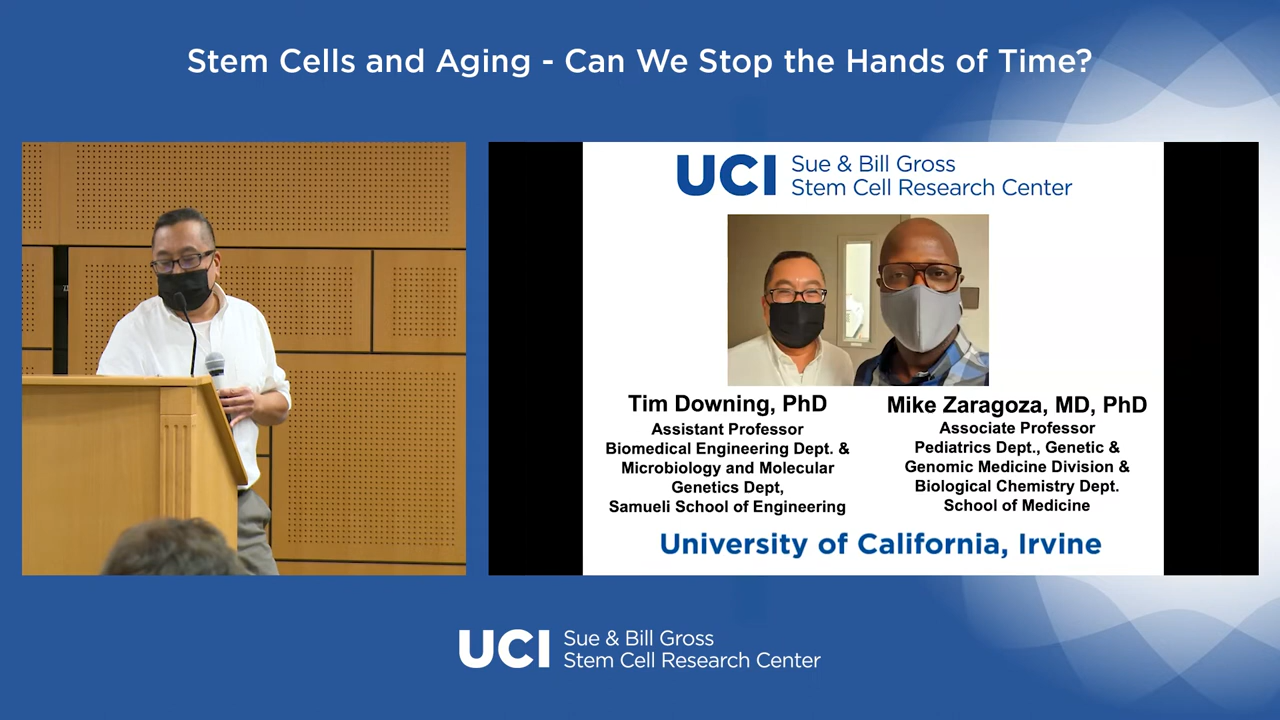 Stem Cells and Aging - Can We Stop the Hands of Time?
UCI Sue & Bill Gross
Stem Cell Research Center
Tim Downing, PhD
Assistant Professor
Biomedical Engineering Dept. &
Microbiology and Molecular
Genetics Dept,
Samueli School of Engineering
Mike Zaragoza, MD, PhD
Associate Professor
Pediatrics Dept., Genetic &
Genomic Medicine Division &
Biological Chemistry Dept.
School of Medicine
University of California, Irvine
UCI Sue & Bill Gross
Stem Cell Research Center